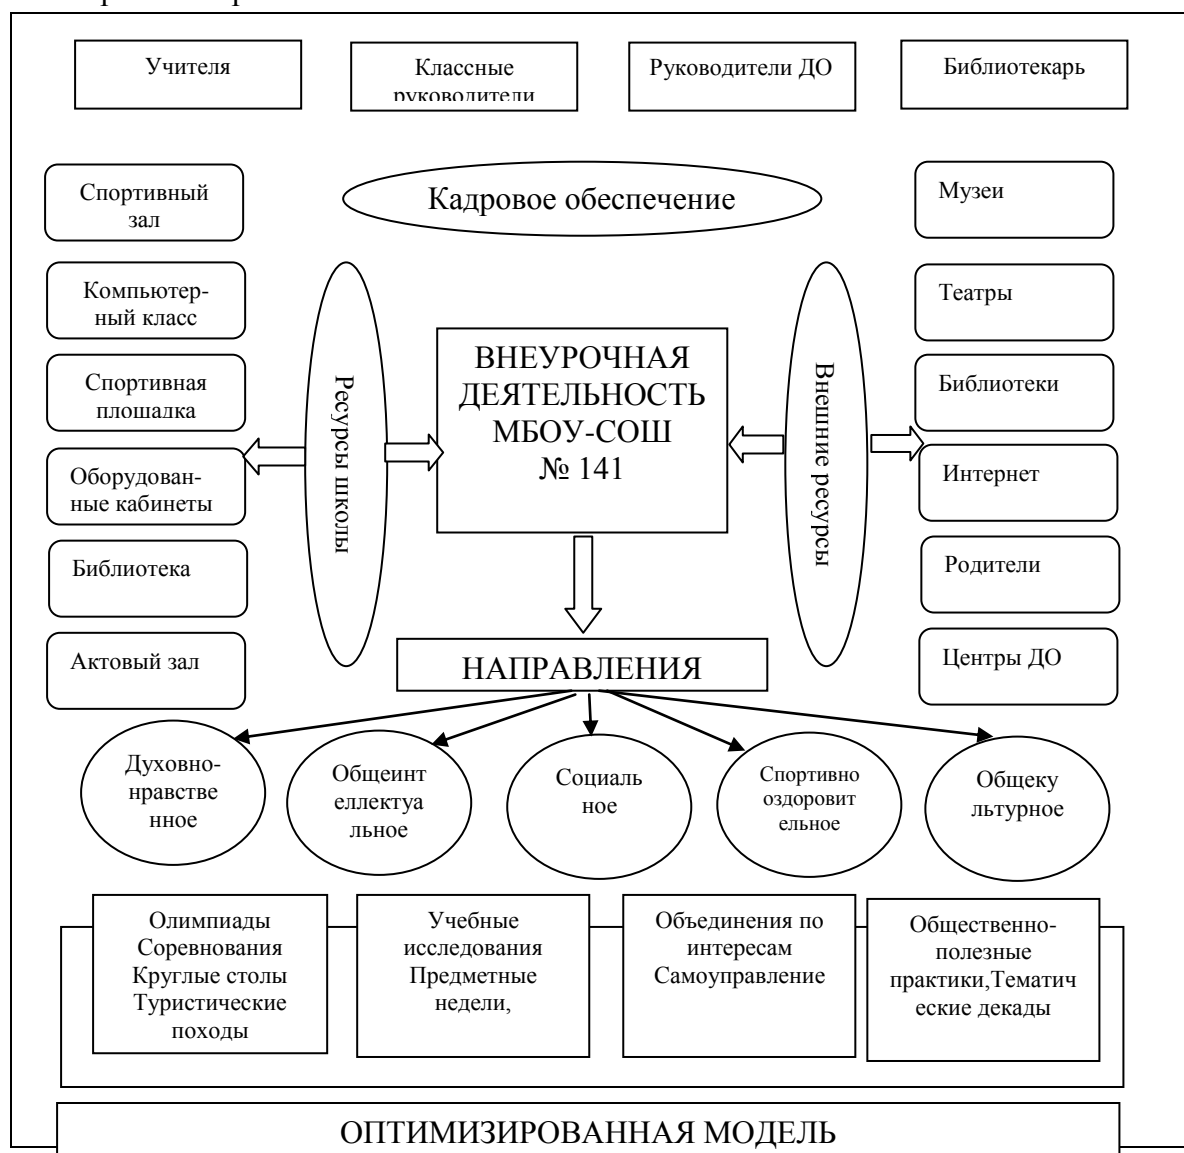 Учителя
Классные
руководители
Руководители ДО
Библиотекарь
Кадровое обеспечение
Спортивный
зал
Компьютер-
ный класс
Спортивная
площадка
Оборудован-
ные кабинеты
Библиотека
Актовый зал
Ресурсы школы
ВНЕУРОЧНАЯ
ДЕЯТЕЛЬНОСТЬ
МБОУ-СОШ
№ 141
Внешние ресурсы
Музеи
Театры
Библиотеки
Интернет
Родители
Центры ДО
НАПРАВЛЕНИЯ
Духовно-
нравстве
нное
Общеинт
еллектуа
льное
Социаль
ное
Спортивно
оздоровит
ельное
Общеку
льтурное
Олимпиады
Соревнования
Круглые столы
Туристические
походы
Учебные
исследования
Предметные
недели,
Объединения по
интересам
Самоуправление
Общественно-
полезные
практики,Тематич
еские декады
ОПТИМИЗИРОВАННАЯ МОДЕЛЬ